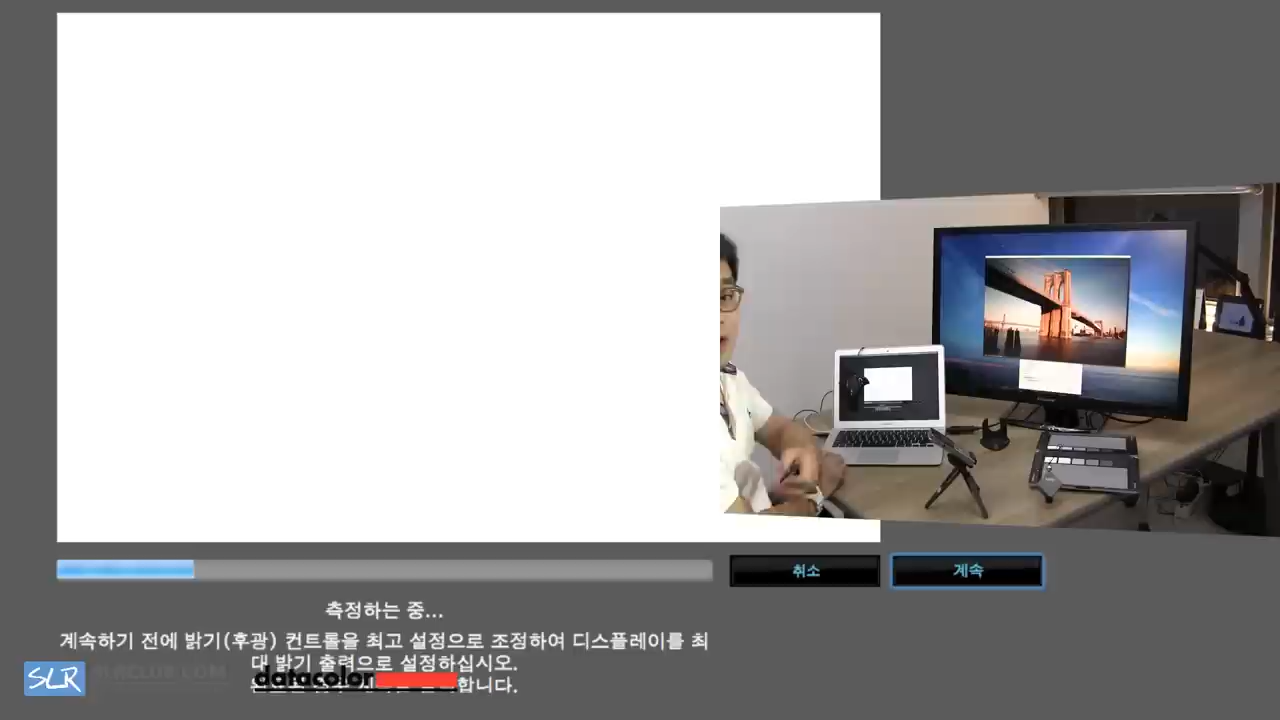 취소
계속
측정하는 중...
계속하기 전에 밝기(후광) 컨트롤을 최고 설정으로 조정하여 디스플레이를 최
대 밝기 출력으로 설정하십시오.
SLR
datacolor
합니다.